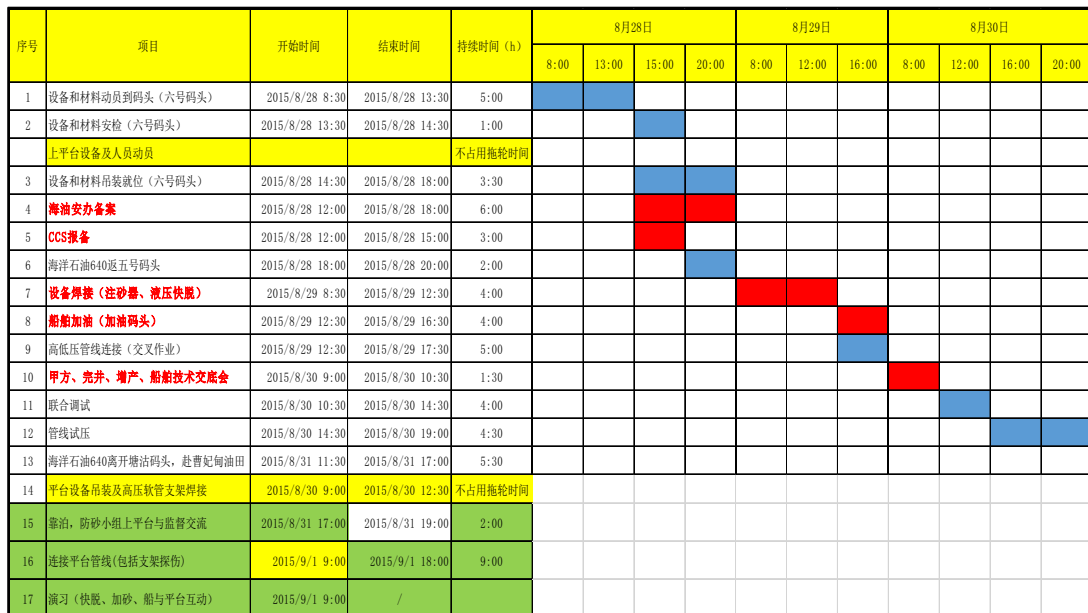 序号 项目 开始时间 结束时间 持续时间（h） 8月28日 8月29日 8月30日
8:00 13:00 15:00 20:00 8:00 12:00 16:00 8:00 12:00 16:00 20:00
1 设备和材料动员到码头（六号码头） 2015/8/28 8:30 2015/8/28 13:30 5:00
2 设备和材料安检（六号码头） 2015/8/28 13:30 2015/8/28 14:30 1:00
上平台设备及人员动员 不占用拖轮时间
3 设备和材料吊装就位（六号码头） 2015/8/28 14:30 2015/8/28 18:00 3:30
4 海油安办备案 2015/8/28 12:00 2015/8/28 18:00 6:00
5 CCS报备 2015/8/28 12:00 2015/8/28 15:00 3:00
6 海洋石油640返五号码头 2015/8/28 18:00 2015/8/28 20:00 2:00
7 设备焊接（注砂器、液压快脱） 2015/8/29 8:30 2015/8/29 12:30 4:00
8 船舶加油（加油码头） 2015/8/29 12:30 2015/8/29 16:30 4:00
9 高低压管线连接（交叉作业） 2015/8/29 12:30 2015/8/29 17:30 5:00
10 甲方、完井、增产、船舶技术交底会 2015/8/30 9:00 2015/8/30 10:30 1:30
11 联合调试 2015/8/30 10:30 2015/8/30 14:30 4:00
12 管线试压 2015/8/30 14:30 2015/8/30 19:00 4:30
13 海洋石油640离开塘沽码头，赴曹妃甸油田 2015/8/31 11:30 2015/8/31 17:00 5:30
14 平台设备吊装及高压软管支架焊接 2015/8/30 9:00 2015/8/30 12:30 不占用拖轮时间
15 靠泊，防砂小组上平台与监督交流 2015/8/31 17:00 2015/8/31 19:00 2:00
16 连接平台管线(包括支架探伤) 2015/9/1 9:00 2015/9/1 18:00 9:00
17 演习（快脱、加砂、船与平台互动） 2015/9/1 9:00 /